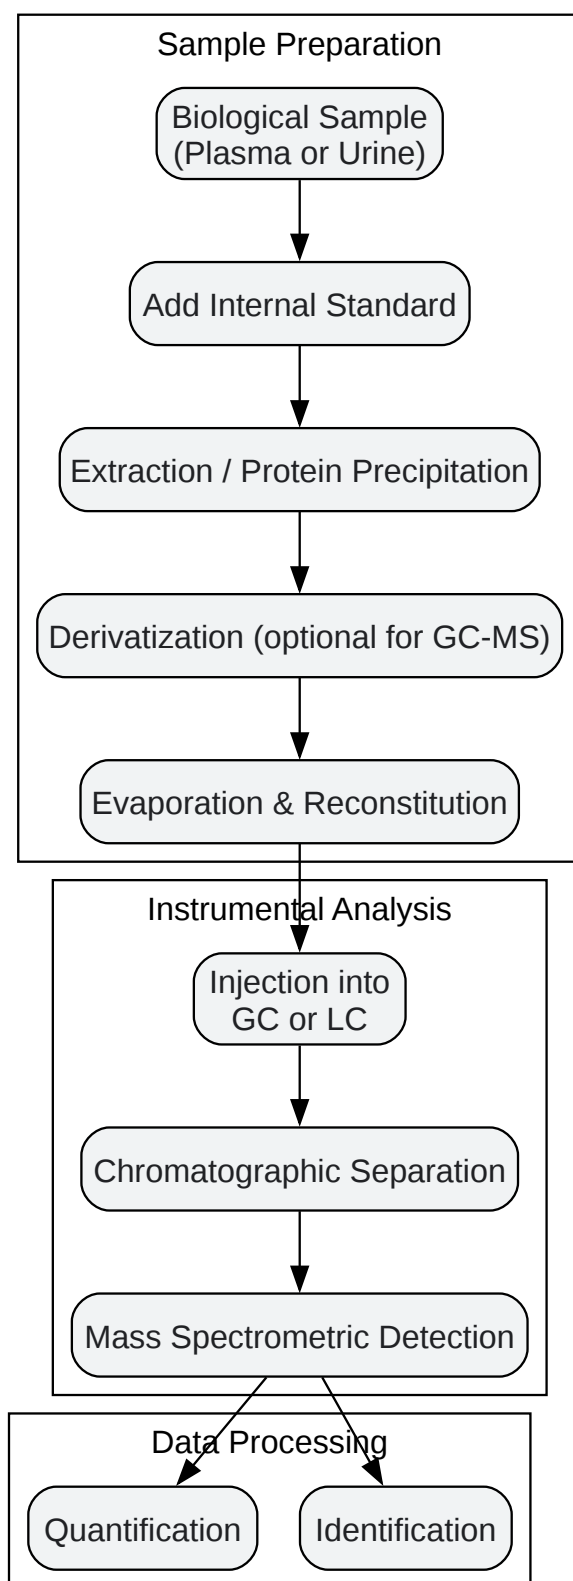 Sample Preparation
Biological Sample
(Plasma or Urine)
Add Internal Standard
Extraction / Protein Precipitation
Derivatization (optional for GC-MS)
Evaporation & Reconstitution
Instrumental Analysis
Injection into
GC or LC
Chromatographic Separation
Mass Spectrometric Detection
Data Processing
Quantification
Identification